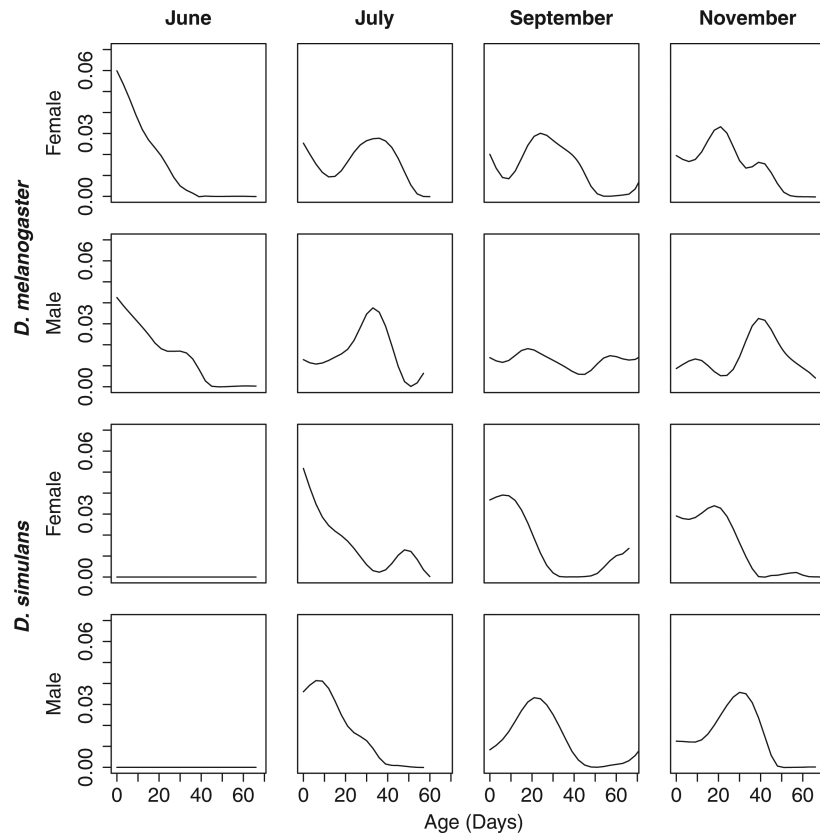 June July September November
D. melanogaster
Female
0.00 0.03 0.06
Male
0.00 0.03 0.06
D. simulans
Female
0.00 0.03 0.06
Male
0.00 0.03 0.06
0 20 40 60 0 20 40 60 0 20 40 60 0 20 40 60
Age (Days)